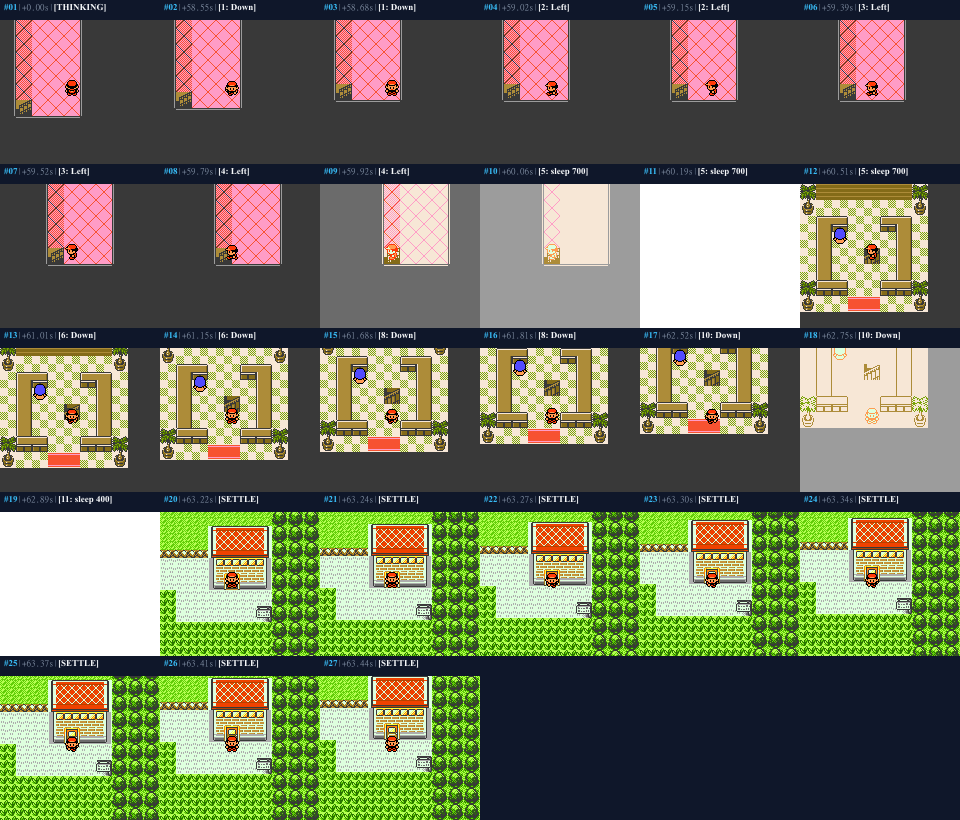 #01|+0.00s|[THINKING]
#02|+58.55s|[1: Down]
#03|+58.68s|[1: Down]
#04|+59.02s|[2: Left]
#05|+59.15s|[2: Left]
#06|+59.39s|[3: Left]
#07|+59.52s|[3: Left]
#08|+59.79s|[4: Left]
#09|+59.92s|[4: Left]
#10|+60.06s|[5: sleep 700]
#11|+60.19s|[5: sleep 700]
#12|+60.51s|[5: sleep 700]
#13|+61.01s|[6: Down]
#14|+61.15s|[6: Down]
#15|+61.68s|[8: Down]
#16|+61.81s|[8: Down]
#17|+62.52s|[10: Down]
#18|+62.75s|[10: Down]
#19|+62.89s|[11: sleep 400]
#20|+63.22s|[SETTLE]
#21|+63.24s|[SETTLE]
#22|+63.27s|[SETTLE]
#23|+63.30s|[SETTLE]
#24|+63.34s|[SETTLE]
#25|+63.37s|[SETTLE]
#26|+63.41s|[SETTLE]
#27|+63.44s|[SETTLE]